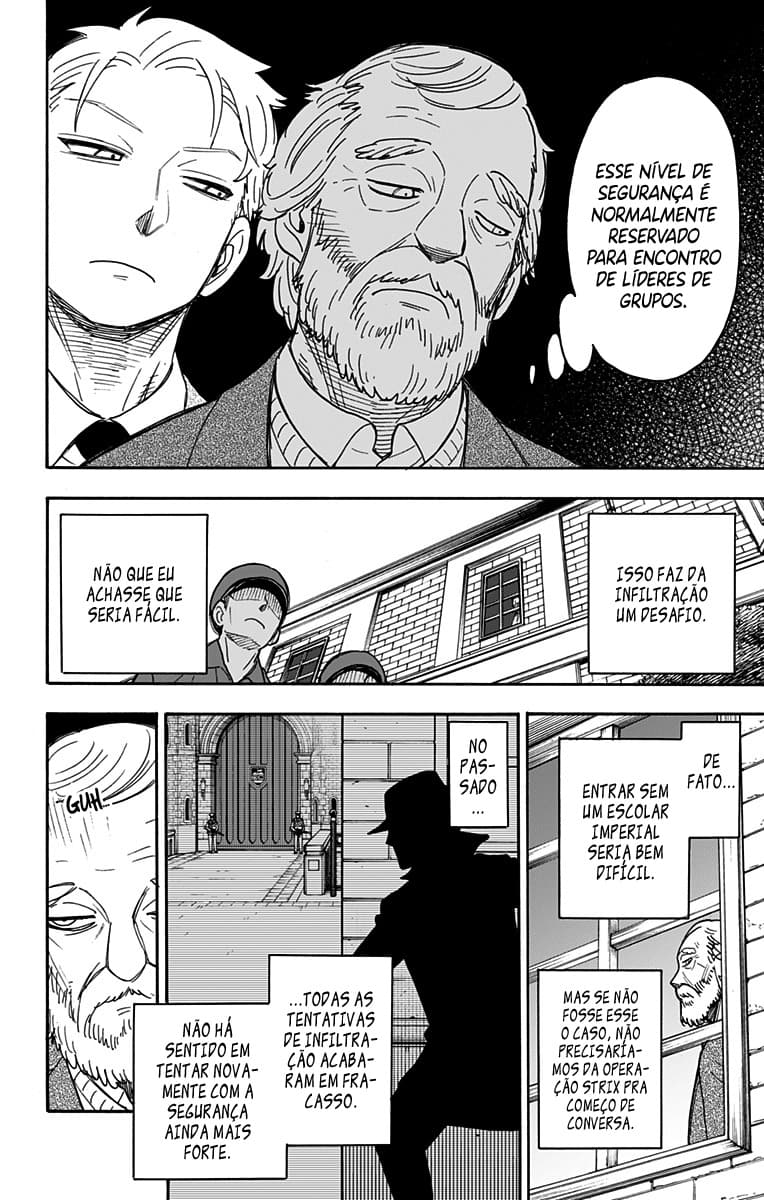 ESSE NÍVEL DE
SEGURANÇA É
NORMALMENTE
RESERVADO
PARA ENCONTRO
DE LÍDERES DE
GRUPOS.
ISSO FAZ DA
INFILTRAÇÃO
UM DESAFIO.
NÃO QUE EU
ACHASSE QUE
SERIA FÁCIL.
DE
FATO...
ENTRAR SEM
UM ESCOLAR
IMPERIAL
SERIA BEM
DIFÍCIL.
MAS SE NÃO
FOSSE ESSE
O CASO, NÃO
PRECISARÍA-
MOS DA OPERA-
ÇÃO STRIX PRA
COMEÇO DE
CONVERSA.
NO
PAS-
SADO
...
...TODAS AS
TENTATIVAS
DE INFILTRA-
ÇÃO ACABA-
RAM EM FRA-
CASSO.
NÃO HÁ
SENTIDO EM
TENTAR NOVA-
MENTE COM A
SEGURANÇA
AINDA MAIS
FORTE.
GUH...